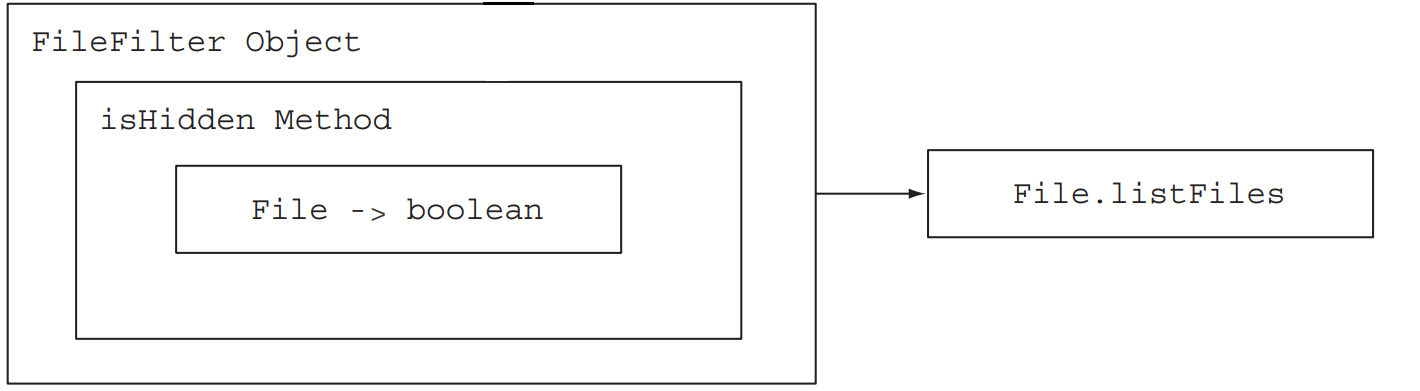 FileFilter Object
isHidden Method
File -> boolean
File.listFiles